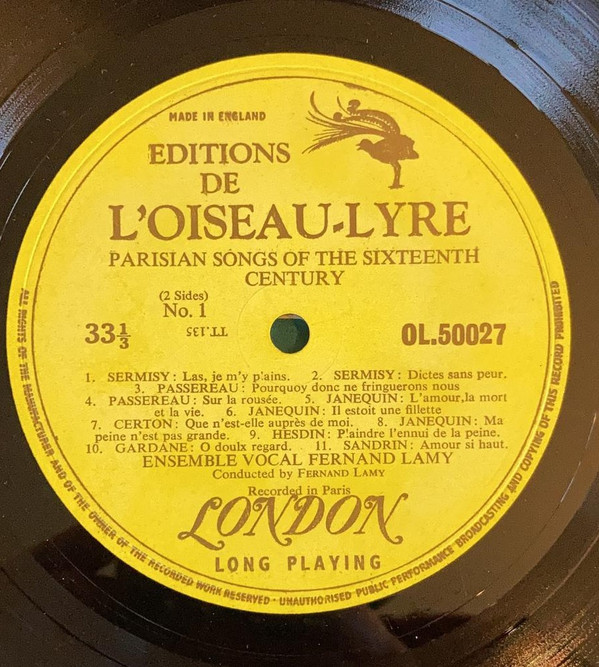 MADE IN ENGLAND
EDITIONS
DE
L'OISEAU-LYRE
PARISIAN SONGS OF THE SIXTEENTH
CENTURY
(2 Sides)
No. 1
33 1/3
TT.135
OL.50027
1. SERMISY: Las, je m'y plains. 2. SERMISY: Dictes sans peur.
3. PASSEREAU: Pourquoy donc ne fringuerons nous
4. PASSEREAU: Sur la rousée. 5. JANEQUIN: L'amour,la mort
et la vie. 6. JANEQUIN: Il estoit une fillette
7. CERTON: Que n'est-elle auprès de moi. 8. JANEQUIN: Ma
peine n'est pas grande. 9. HESDIN: P'aindre l'ennui de la peine.
10. GARDANE: O doulx regard. 11. SANDRIN: Amour si haut.
ENSEMBLE VOCAL FERNAND LAMY
Conducted by FERNAND LAMY
Recorded in Paris
LONDON
LONG PLAYING
ALL RIGHTS OF THE MANUFACTURER AND OF THE OWNER OF THE RECORDED WORK RESERVED · UNAUTHORISED PUBLIC PERFORMANCE BROADCASTING AND COPYING OF THIS RECORD PROHIBITED